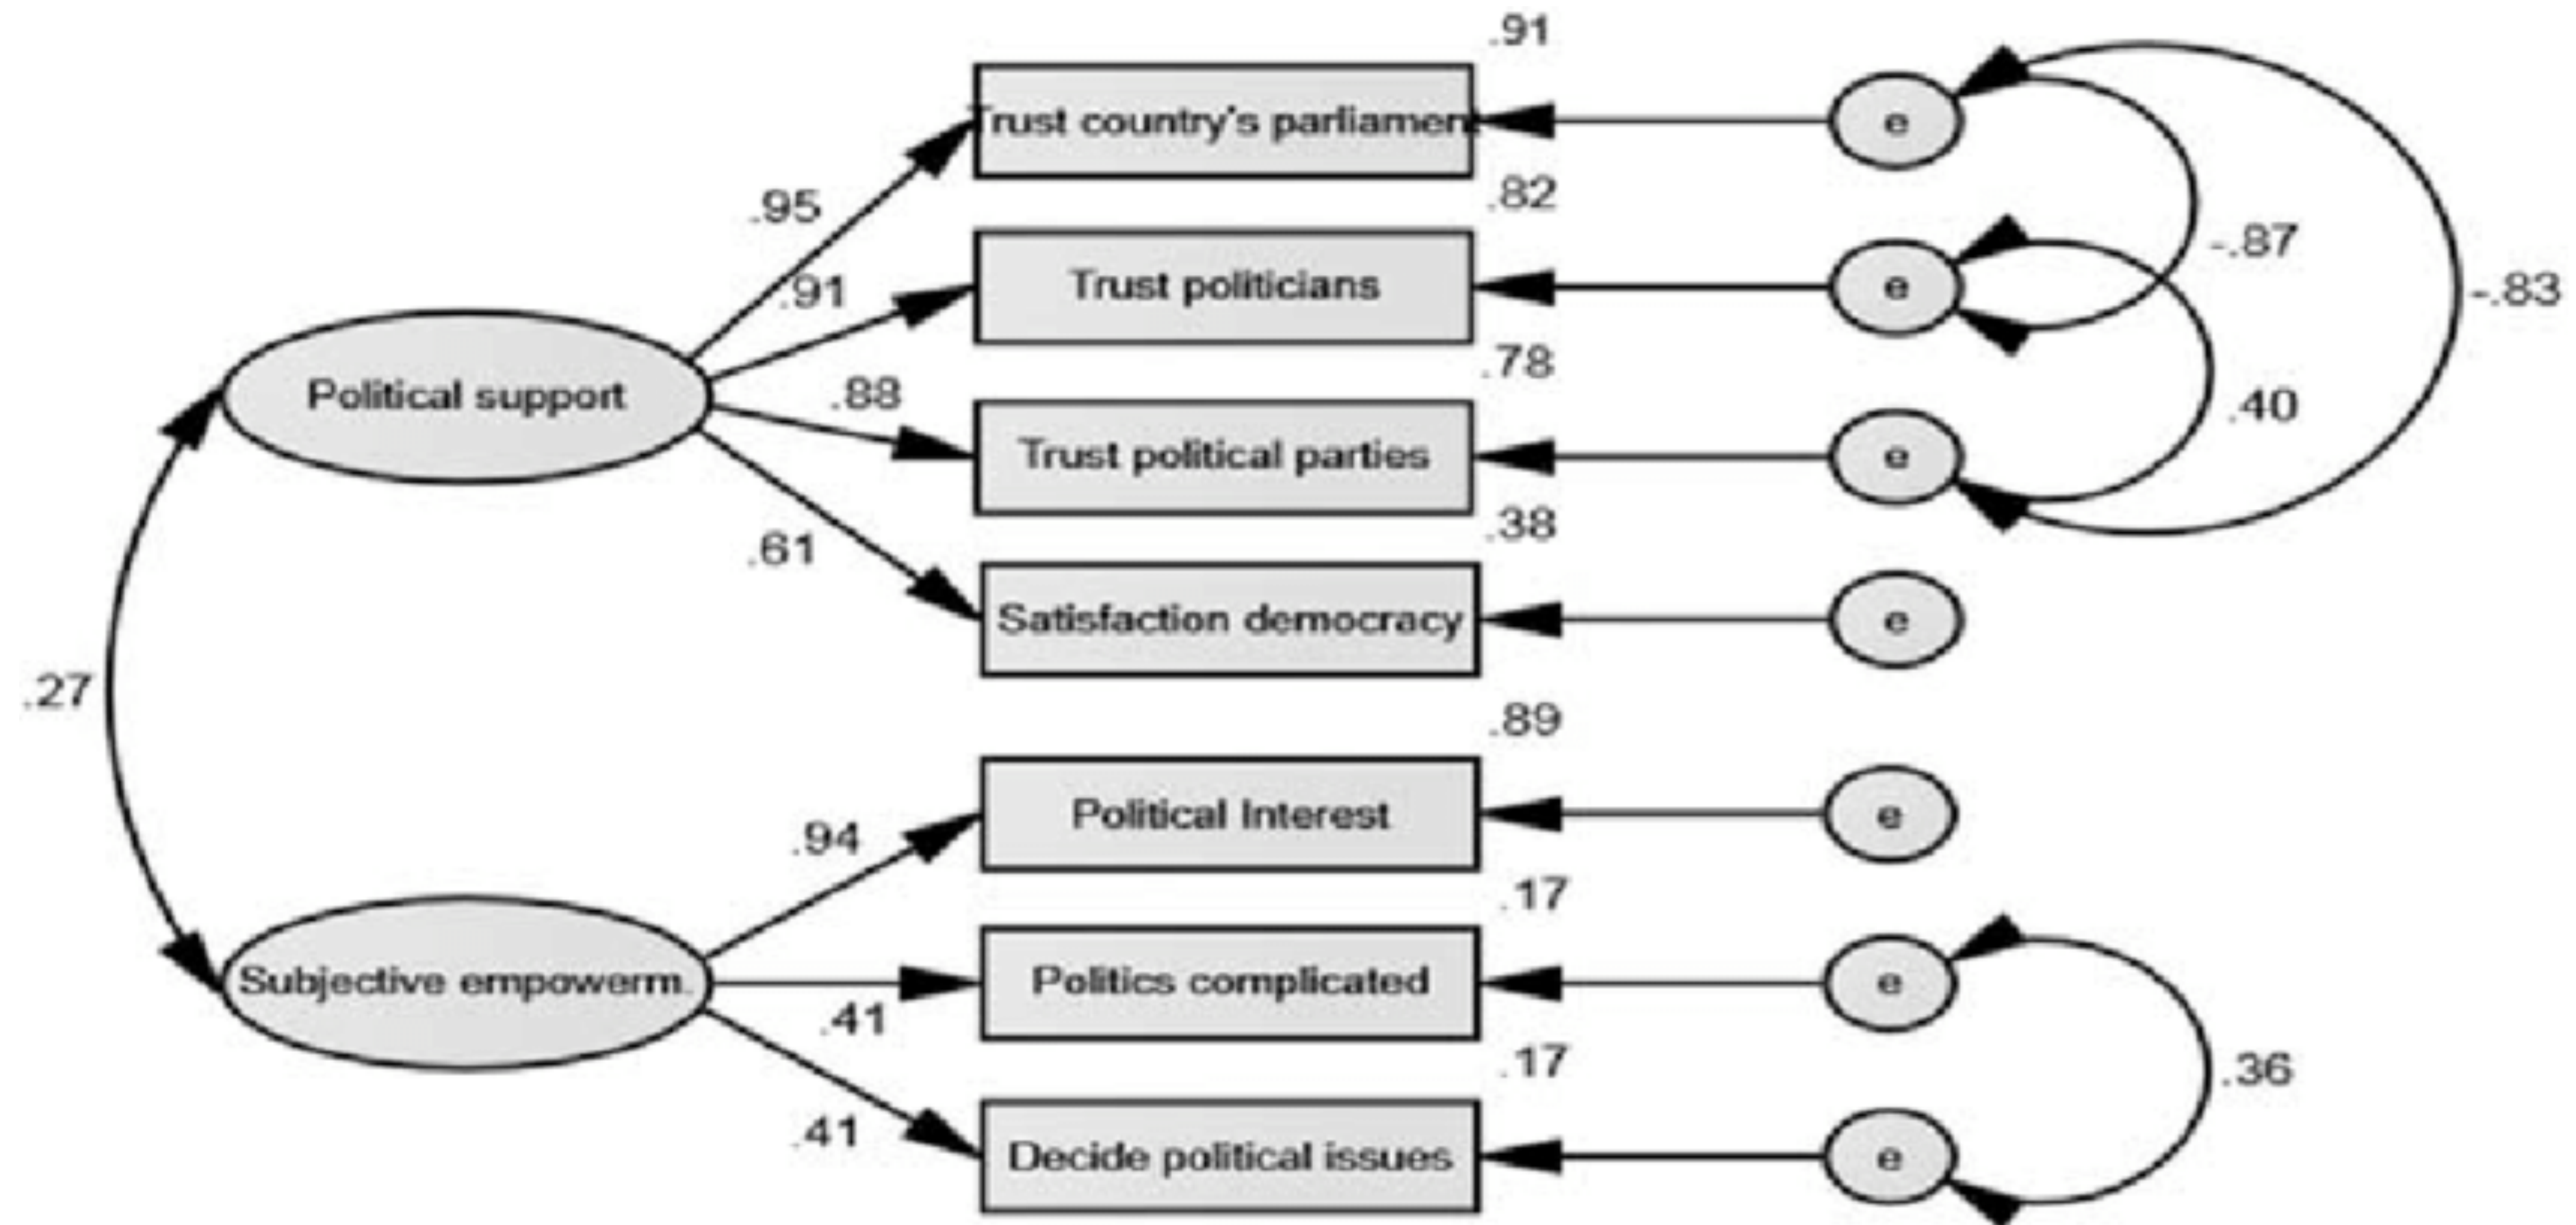 .91
Trust country's parliament
.95
.82
Trust politicians
.91
-.87
-.83
.78
Political support
.88
Trust political parties
.40
.38
.61
Satisfaction democracy
.27
.89
Political Interest
.94
.17
Subjective empowerm.
Politics complicated
.41
.17
.36
.41
Decide political issues
e
e
e
e
e
e
e